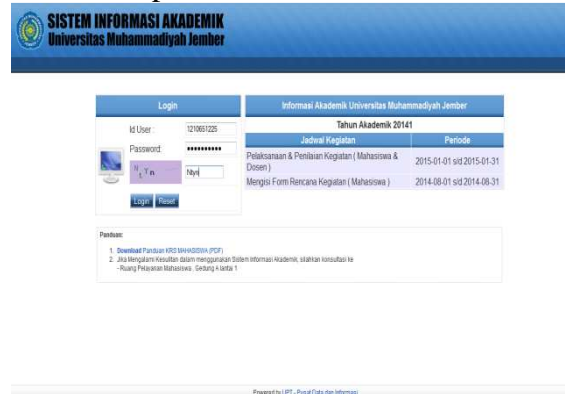 SISTEM INFORMASI AKADEMIK
Universitas Muhammadiyah Jember
Login
Id User :
1210651225
Password:
Login Reset
Informasi Akademik Universitas Muhammadiyah Jember
Tahun Akademik 20141
Jadwal Kegiatan Periode
Pelaksanaan & Penilaian Kegiatan ( Mahasiswa &
Dosen ) 2015-01-01 s/d 2015-01-31
Mengisi Form Rencana Kegiatan ( Mahasiswa ) 2014-08-01 s/d 2014-08-31
Panduan:
1. Download Panduan KRS MAHASISWA (PDF)
2. Jika Mengalami Kesulitan dalam menggunakan Sistem Informasi Akademik, silahkan konsultasi ke
- Ruang Pelayanan Mahasiswa , Gedung A lantai 1
Powered by UPT - Pusat Data dan Informasi